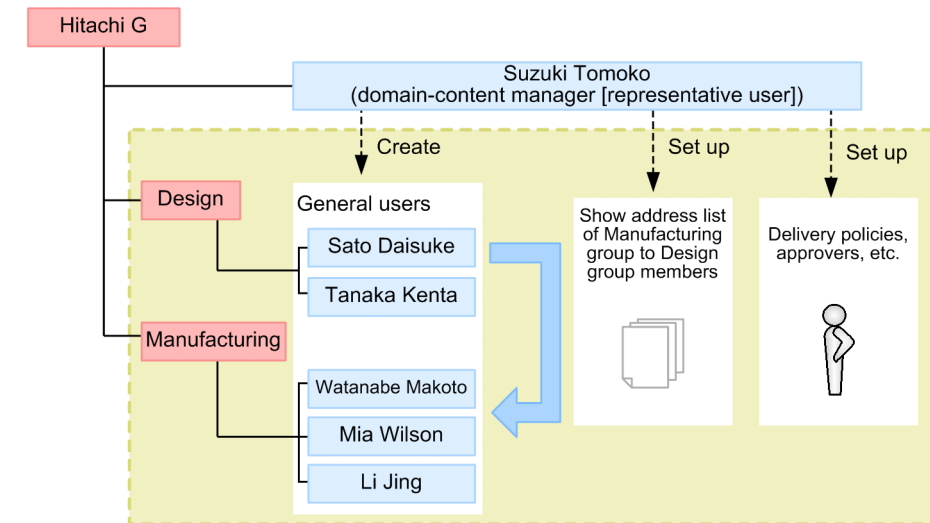 Hitachi G
Suzuki Tomoko
(domain-content manager [representative user])
Create
Set up
Set up
Design
General users
Sato Daisuke
Tanaka Kenta
Manufacturing
Watanabe Makoto
Mia Wilson
Li Jing
Show address list
of Manufacturing
group to Design
group members
Delivery policies,
approvers, etc.